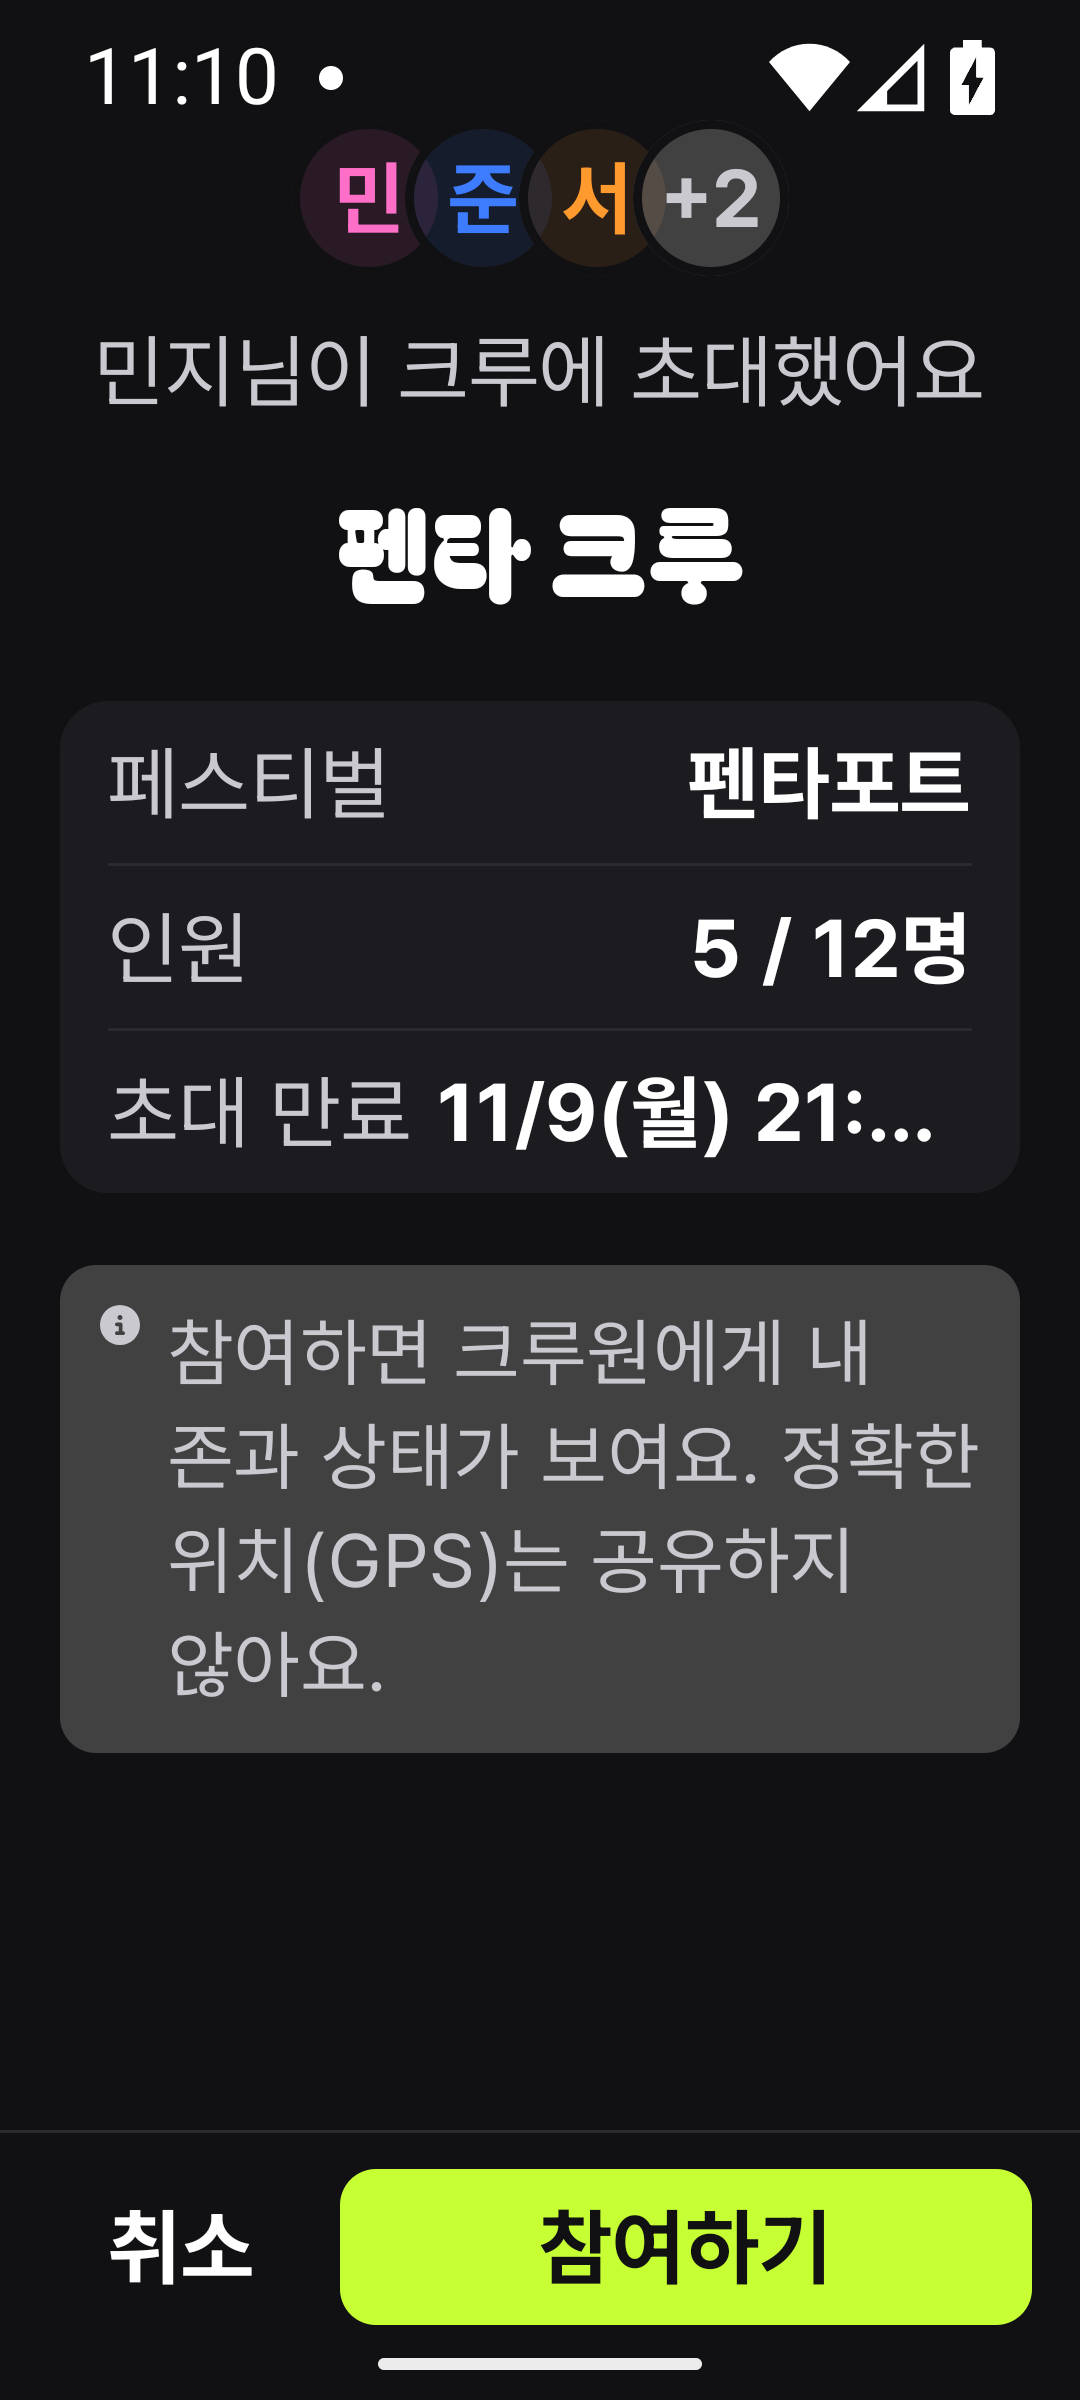 11:10
민 준 서 +2
민지님이 크루에 초대했어요
펜타 크루
페스티벌 펜타포트
인원 5 / 12명
초대 만료 11/9(월) 21:...
참여하면 크루원에게 내
존과 상태가 보여요. 정확한
위치(GPS)는 공유하지
않아요.
취소 참여하기